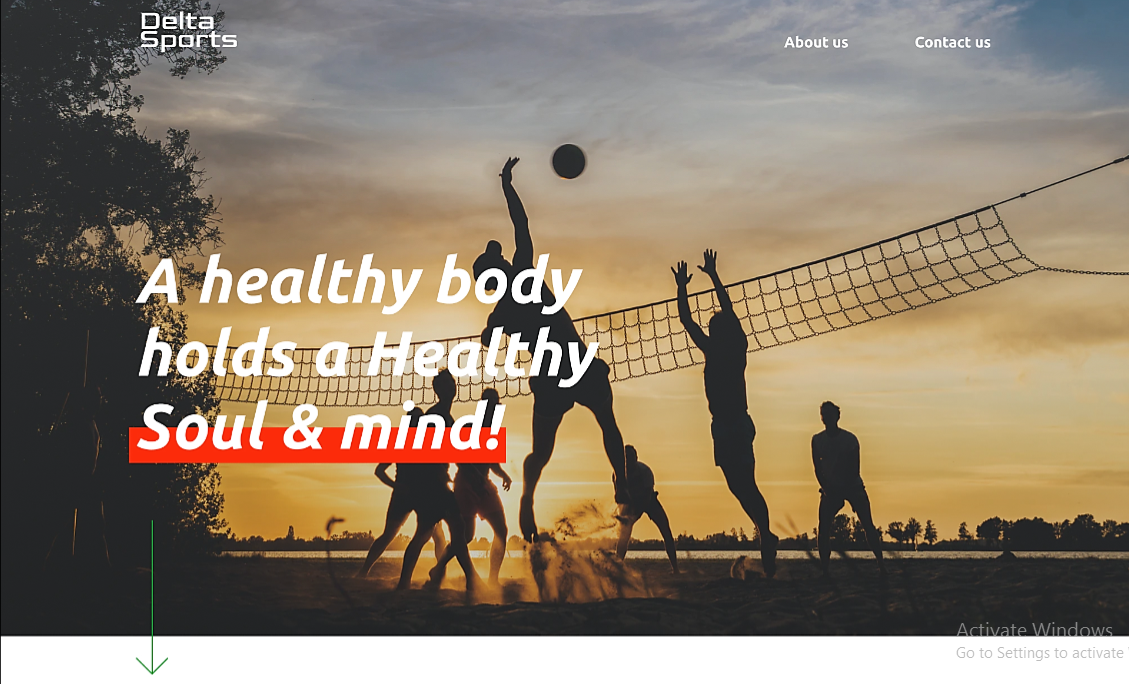 Delta
Sports
About us
Contact us
A healthy body
holds a Healthy
Soul & mind!
Activate Windows
Go to Settings to activate